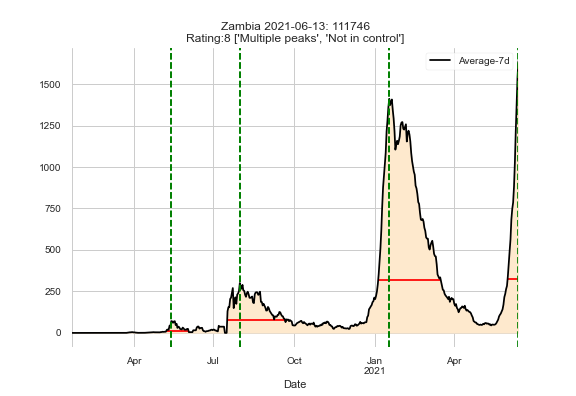 Zambia 2021-06-13: 111746
Rating:8 ['Multiple peaks', 'Not in control']
Average-7d
1500
1250
1000
750
500
250
0
Apr Jul Oct Jan Apr
2021
Date